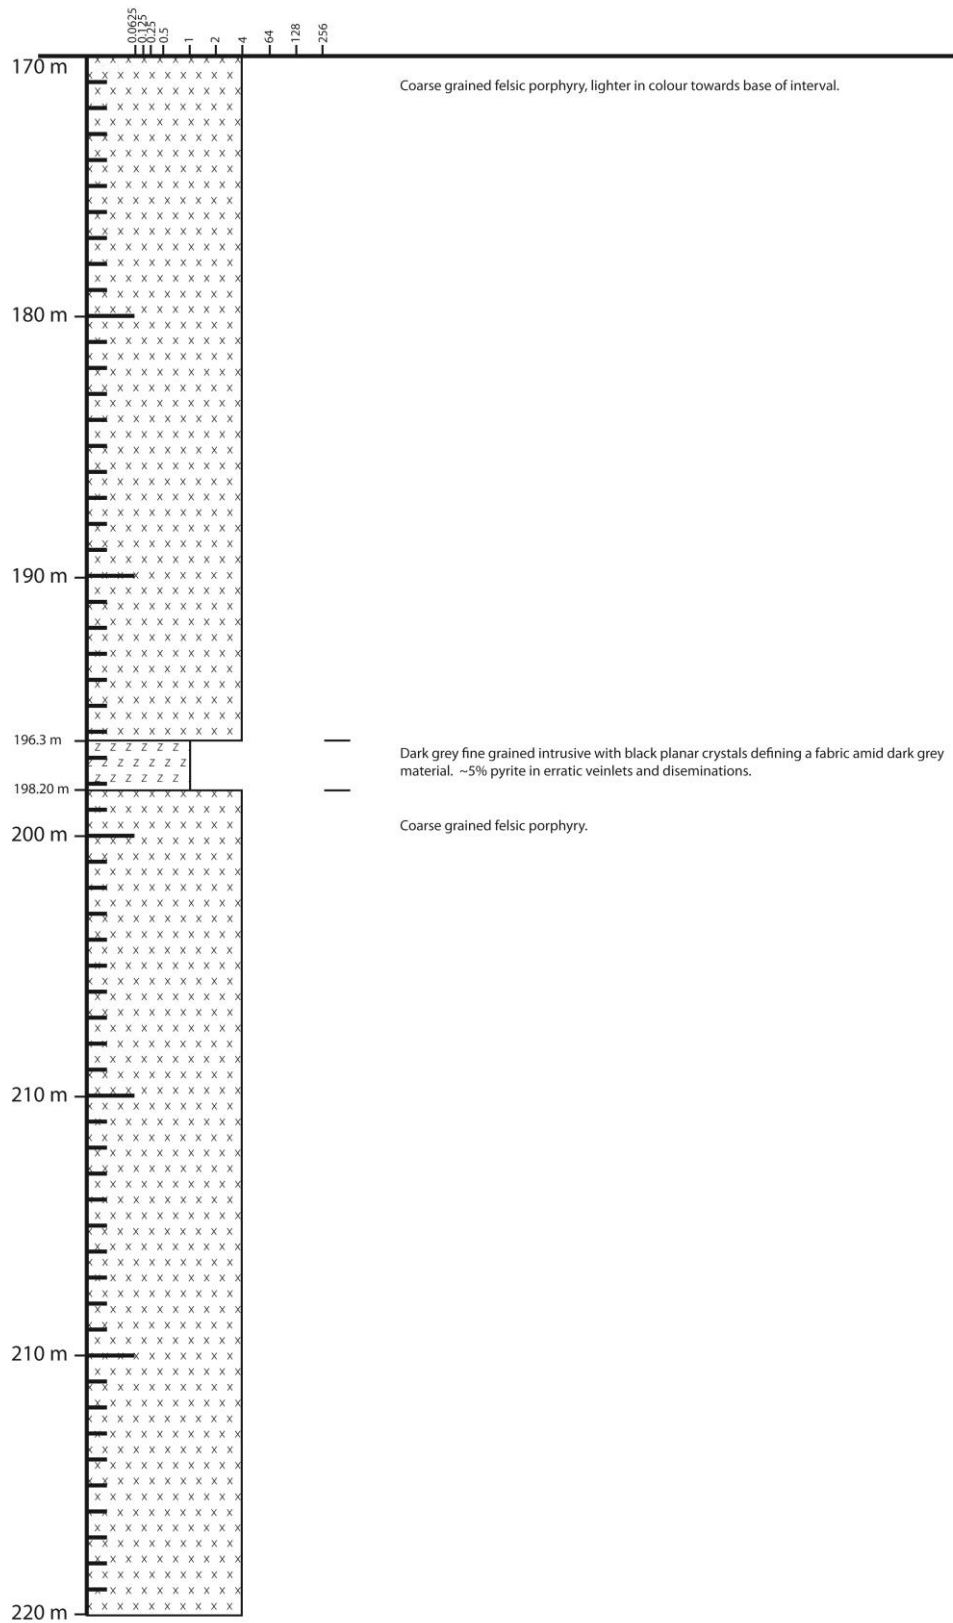 0.0625 0.125 0.25 0.5 1 2 4 64 128 256
170 m
Coarse grained felsic porphyry, lighter in colour towards base of interval.
180 m
190 m
196.3 m
Dark grey fine grained intrusive with black planar crystals defining a fabric amid dark grey
material. ~5% pyrite in erratic veinlets and diseminations.
198.20 m
Coarse grained felsic porphyry.
200 m
210 m
210 m
220 m